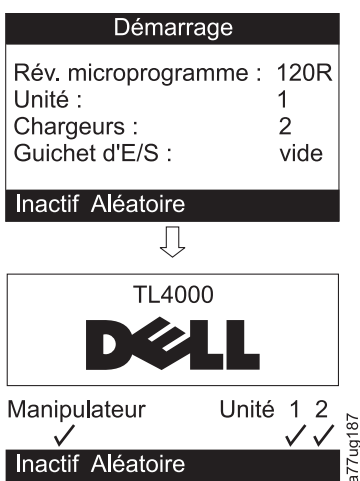 Démarrage
Rév. microprogramme : 120R
Unité : 1
Chargeurs : 2
Guichet d'E/S : vide
Inactif Aléatoire
TL4000
DELL
Manipulateur Unité 1 2
Inactif Aléatoire
a77ug187